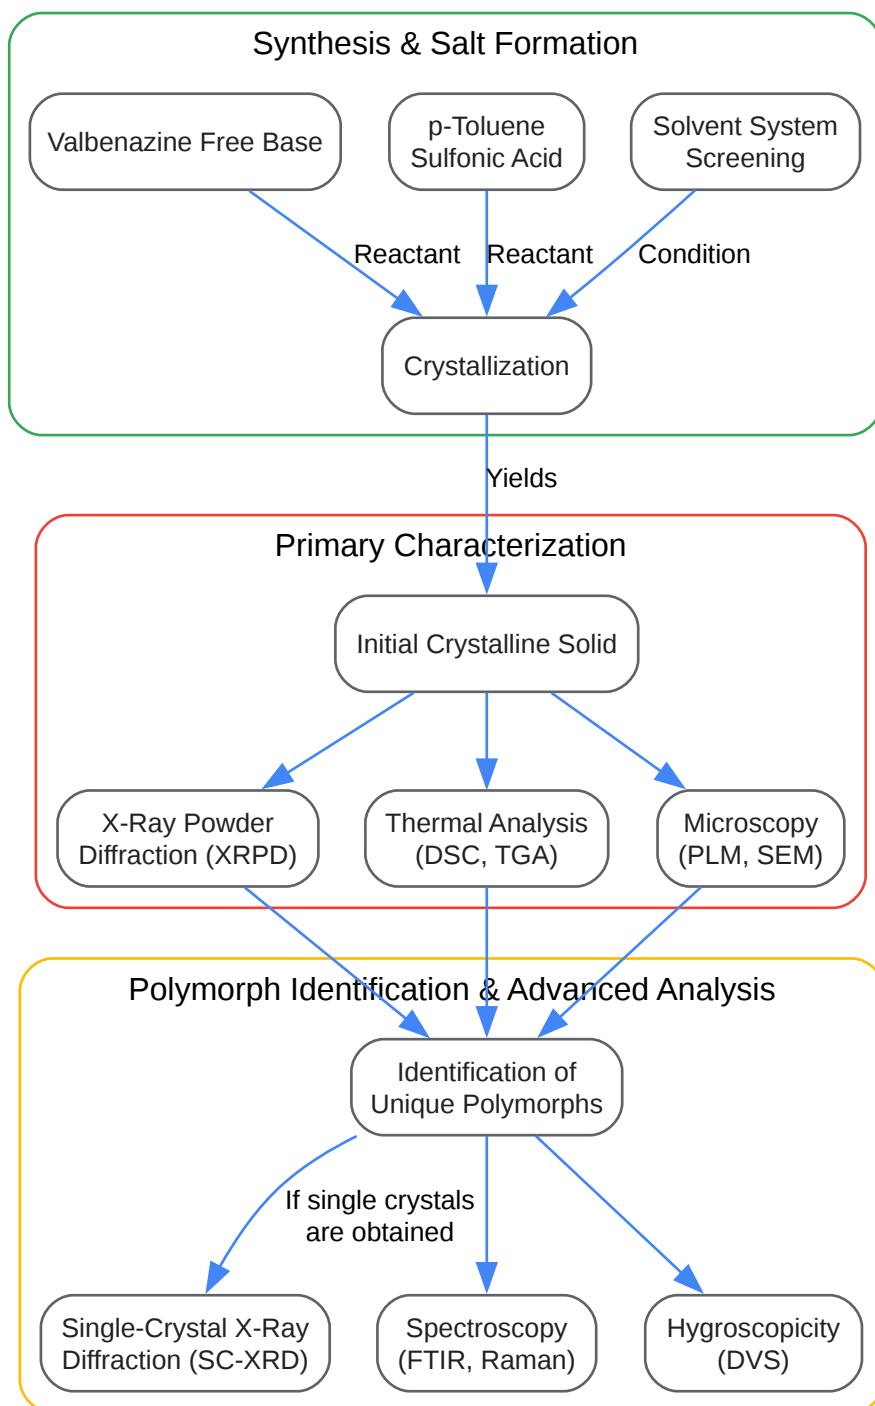 Synthesis & Salt Formation
Valbenazine Free Base
p-Toluene
Sulfonic Acid
Solvent System
Screening
Reactant
Reactant
Condition
Crystallization
Yields
Primary Characterization
Initial Crystalline Solid
X-Ray Powder
Diffraction (XRPD)
Thermal Analysis
(DSC, TGA)
Microscopy
(PLM, SEM)
Polymorph Identification & Advanced Analysis
Identification of
Unique Polymorphs
If single crystals
are obtained
Single-Crystal X-Ray
Diffraction (SC-XRD)
Spectroscopy
(FTIR, Raman)
Hygroscopicity
(DVS)